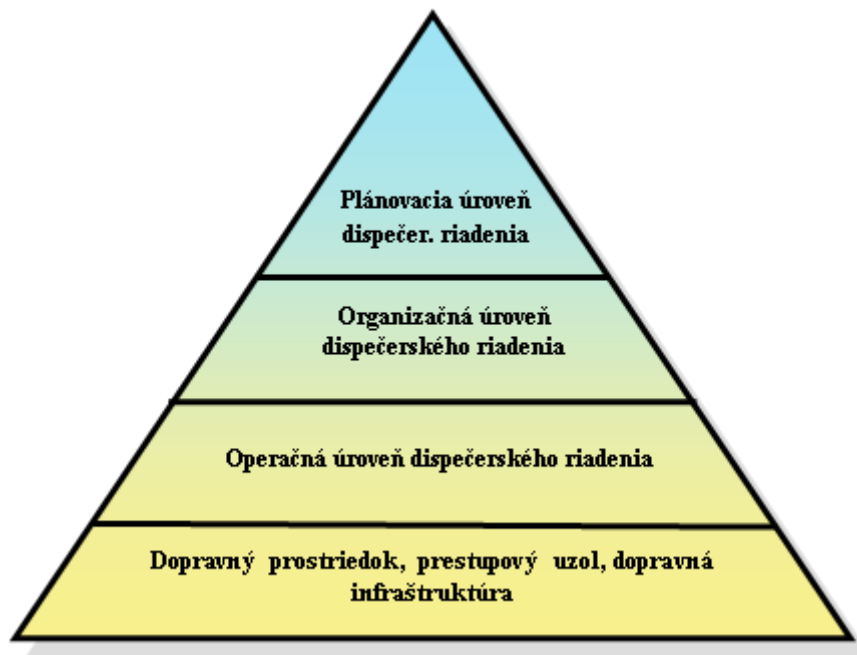 Plánovacia úroveň
dispečer. riadenia
Organizačná úroveň
dispečerského riadenia
Operačná úroveň dispečerského riadenia
Dopravný prostriedok, prestupový uzol, dopravná
infraštruktúra